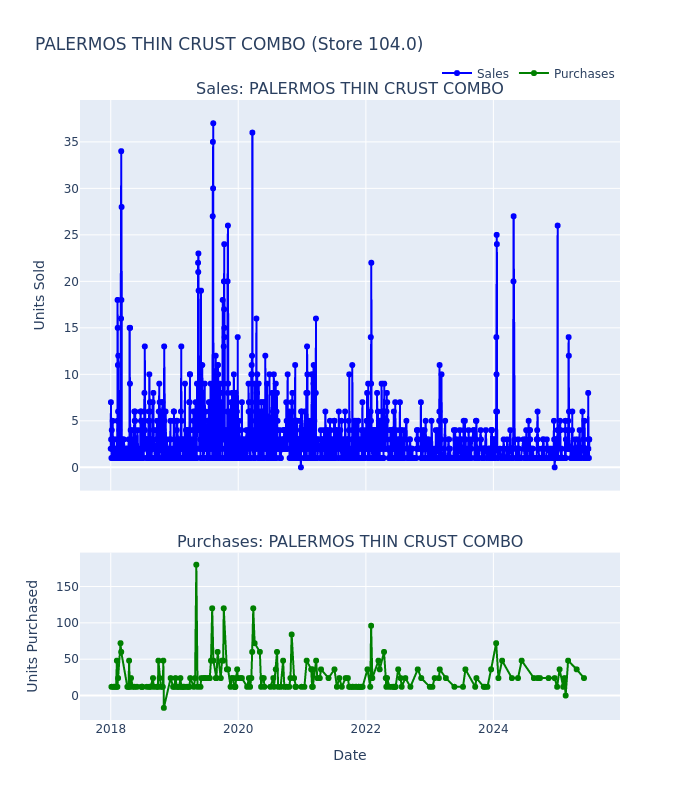 PALERMOS THIN CRUST COMBO (Store 104.0)
Sales
Purchases
Sales: PALERMOS THIN CRUST COMBO
35
30
25
20
15
10
5
0
Units Sold
Purchases: PALERMOS THIN CRUST COMBO
150
100
50
0
Units Purchased
2018
2020
2022
2024
Date